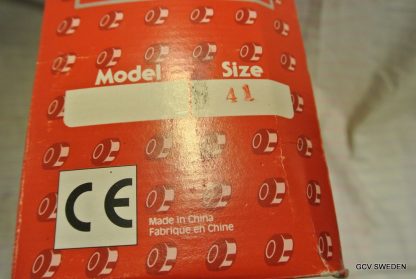 Model Size
41
CE
Made in China
Fabriqué en Chine
GCV SWEDEN